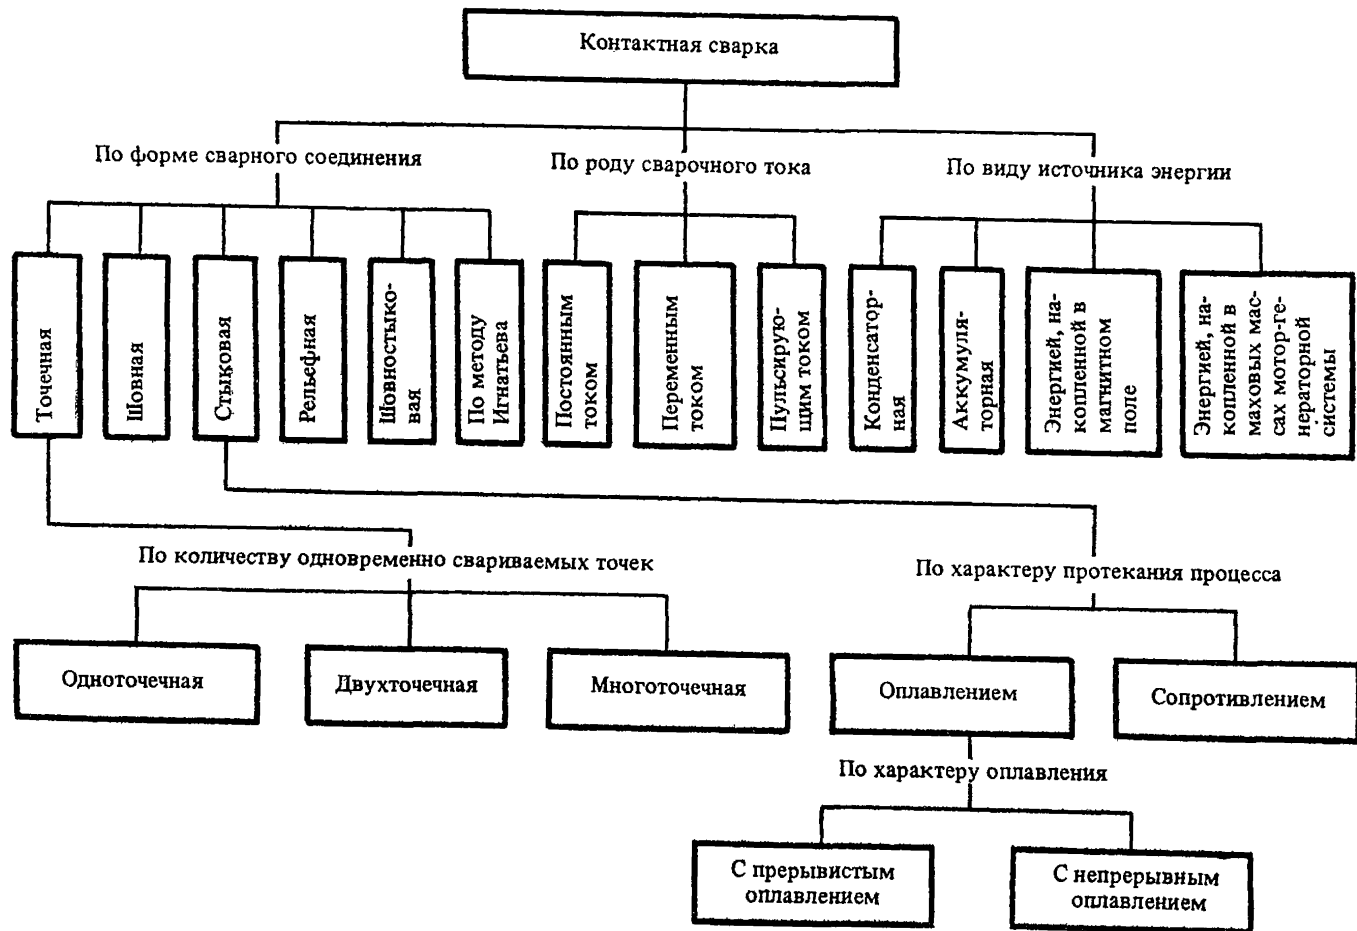 Контактная сварка
По форме сварного соединения
По роду сварочного тока
По виду источника энергии
Точечная
Шовная
Стыковая
Рельефная
Шовностыко-
вая
По методу
Игнатьева
Постоянным
током
Переменным
током
Пульсирую-
щим током
Конденсатор-
ная
Аккумуля-
торная
Энергией, на-
копленной в
магнитном
поле
Энергией, на-
копленной в
маховых мас-
сах мотор-ге-
нераторной
системы
По количеству одновременно свариваемых точек
По характеру протекания процесса
Одноточечная
Двухточечная
Многоточечная
Оплавлением
Сопротивлением
По характеру оплавления
С прерывистым
оплавлением
С непрерывным
оплавлением